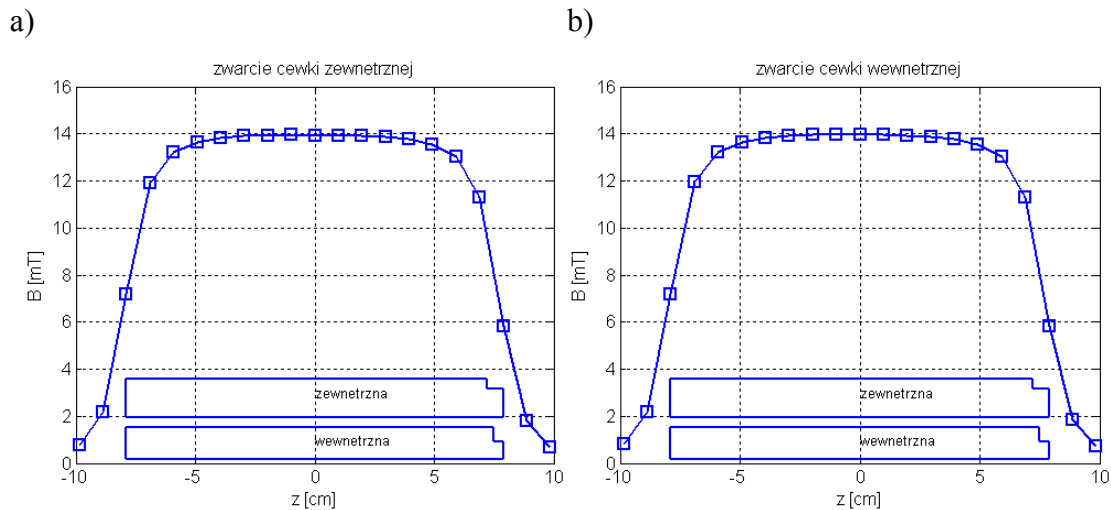 a)
zwarcie cewki zewnetrznej
16
14
12
10
8
6
4
2
0
B [mT]
zewnetrzna
wewnetrzna
-10 -5 0 5 10
z [cm]
b)
zwarcie cewki wewnetrznej
16
14
12
10
8
6
4
2
0
B [mT]
zewnetrzna
wewnetrzna
-10 -5 0 5 10
z [cm]